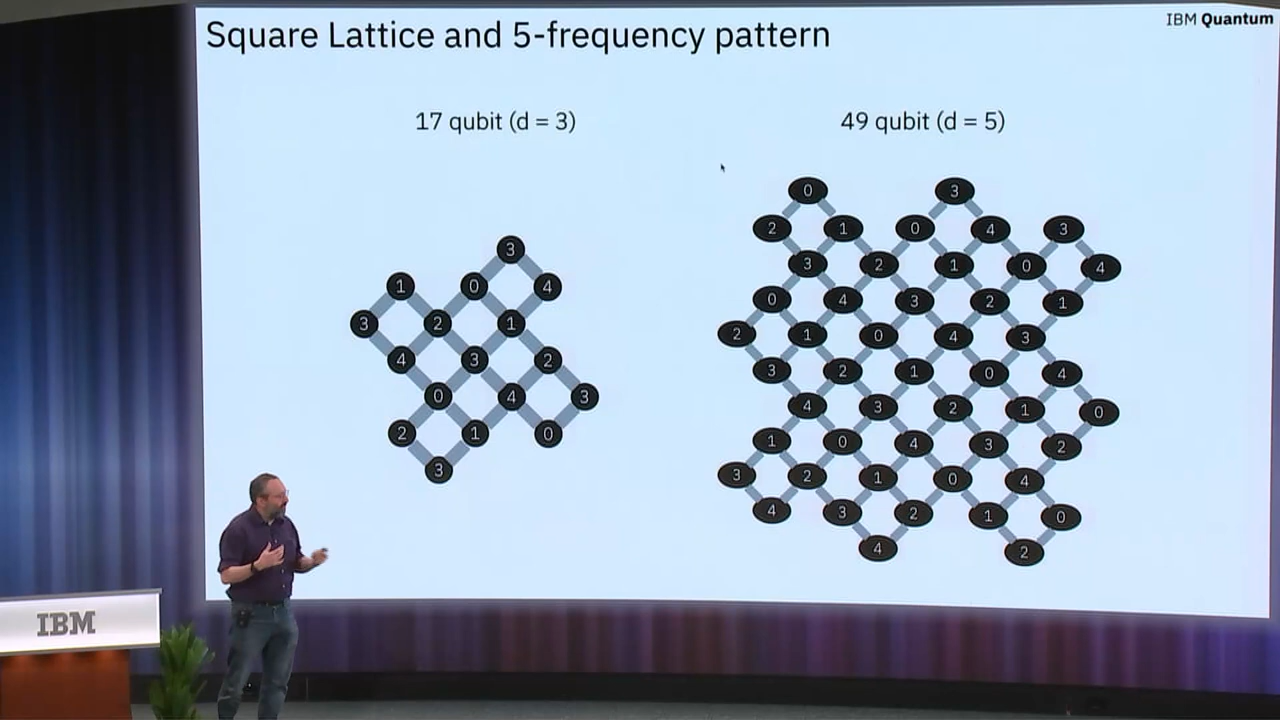 IBM Quantum
Square Lattice and 5-frequency pattern
17 qubit (d = 3)
3
1 0 4
3 2 1
4 3 2
0 4 3
2 1 0
3
49 qubit (d = 5)
0 3
2 1 0 4 3
3 2 1 0 4
0 4 3 2 1
2 1 0 4 3
3 2 1 0 4
4 3 2 1 0
1 0 4 3 2
3 2 1 0 4
4 3 2 1 0
4 2
IBM